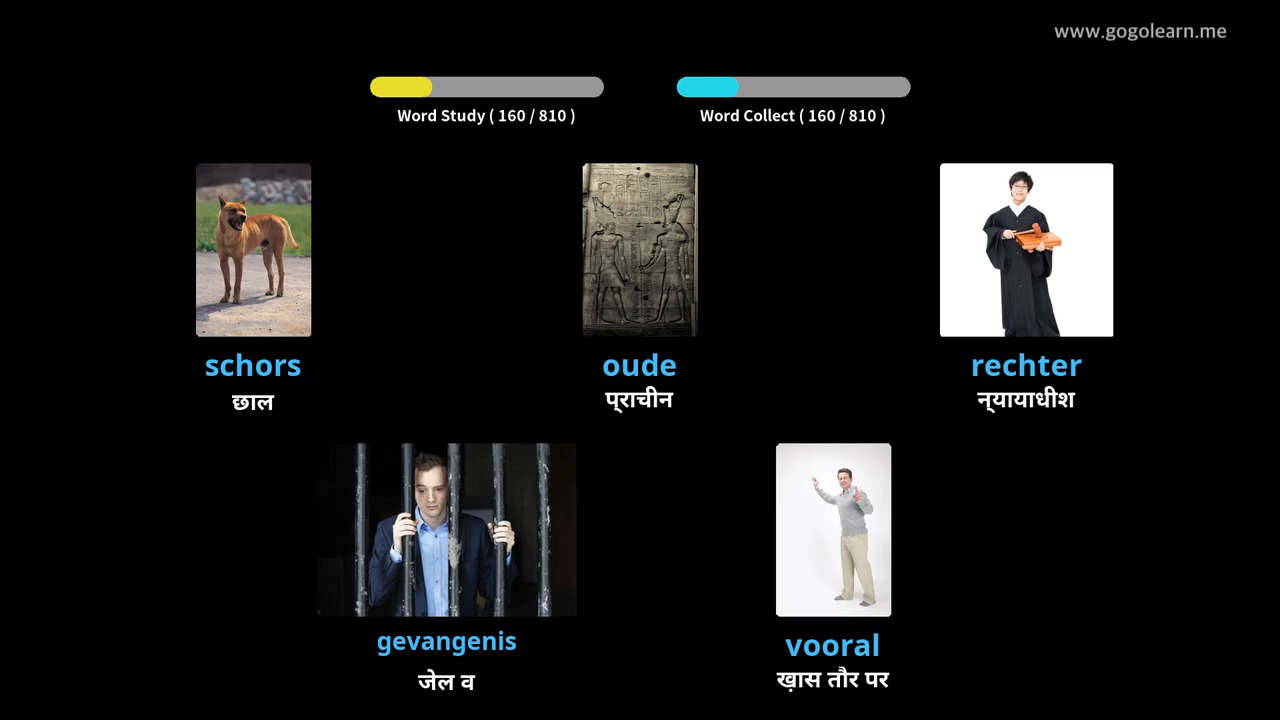 www.gogolearn.me
Word Study ( 160 / 810 )
Word Collect ( 160 / 810 )
schors
छाल
oude
प्राचीन
rechter
न्यायाधीश
gevangenis
जेल व
vooral
ख़ास तौर पर